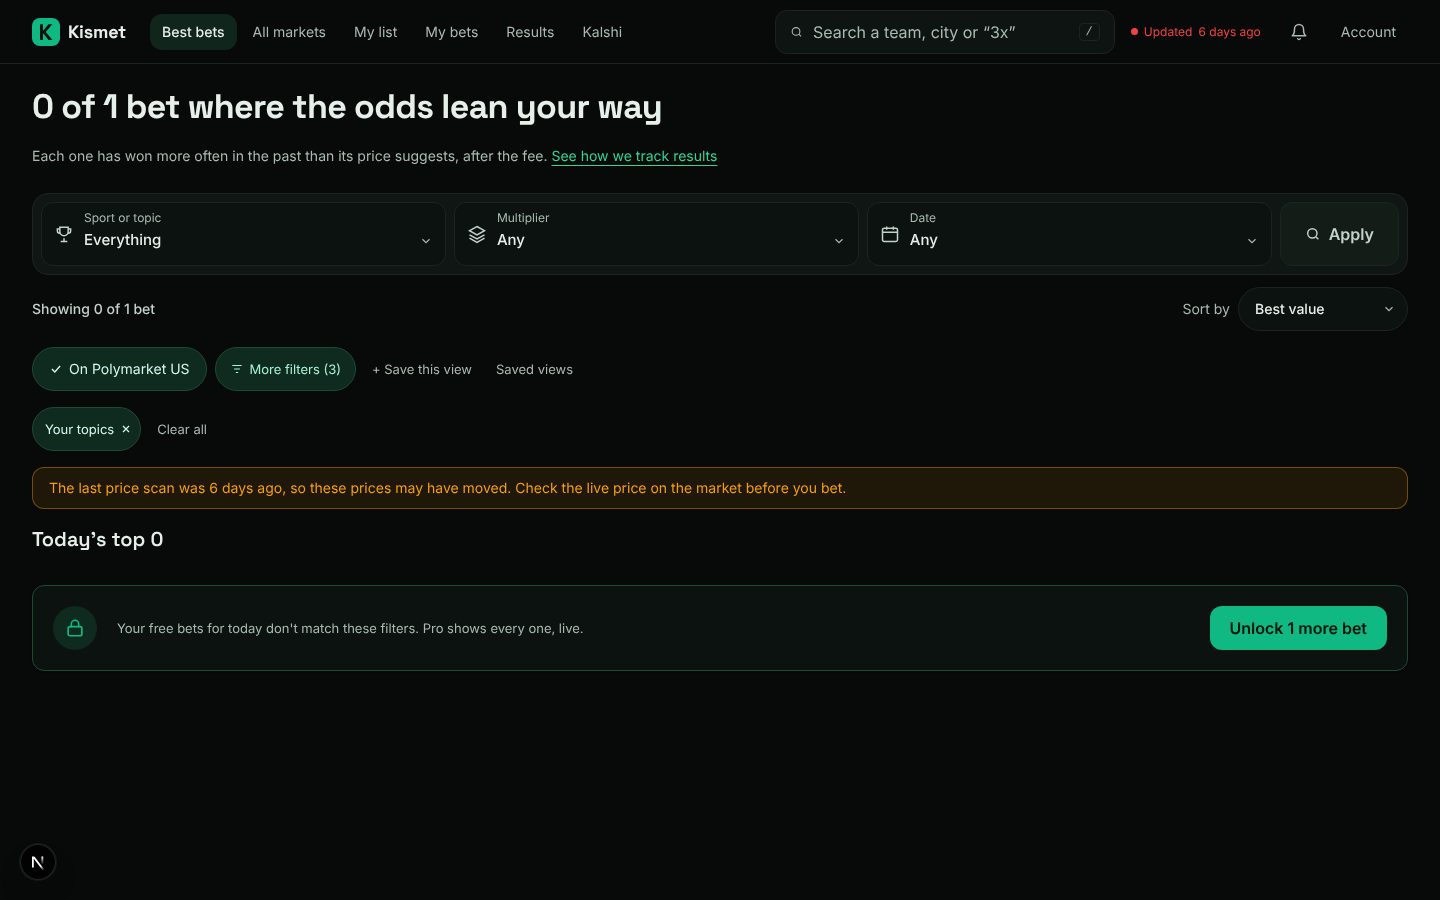 K Kismet
Best bets
All markets
My list
My bets
Results
Kalshi
Search a team, city or “3x”
/
Updated 6 days ago
Account
0 of 1 bet where the odds lean your way
Each one has won more often in the past than its price suggests, after the fee. See how we track results
Sport or topic
Everything
Multiplier
Any
Date
Any
Apply
Showing 0 of 1 bet
Sort by
Best value
On Polymarket US
More filters (3)
+ Save this view
Saved views
Your topics ×
Clear all
The last price scan was 6 days ago, so these prices may have moved. Check the live price on the market before you bet.
Today’s top 0
Your free bets for today don't match these filters. Pro shows every one, live.
Unlock 1 more bet
N